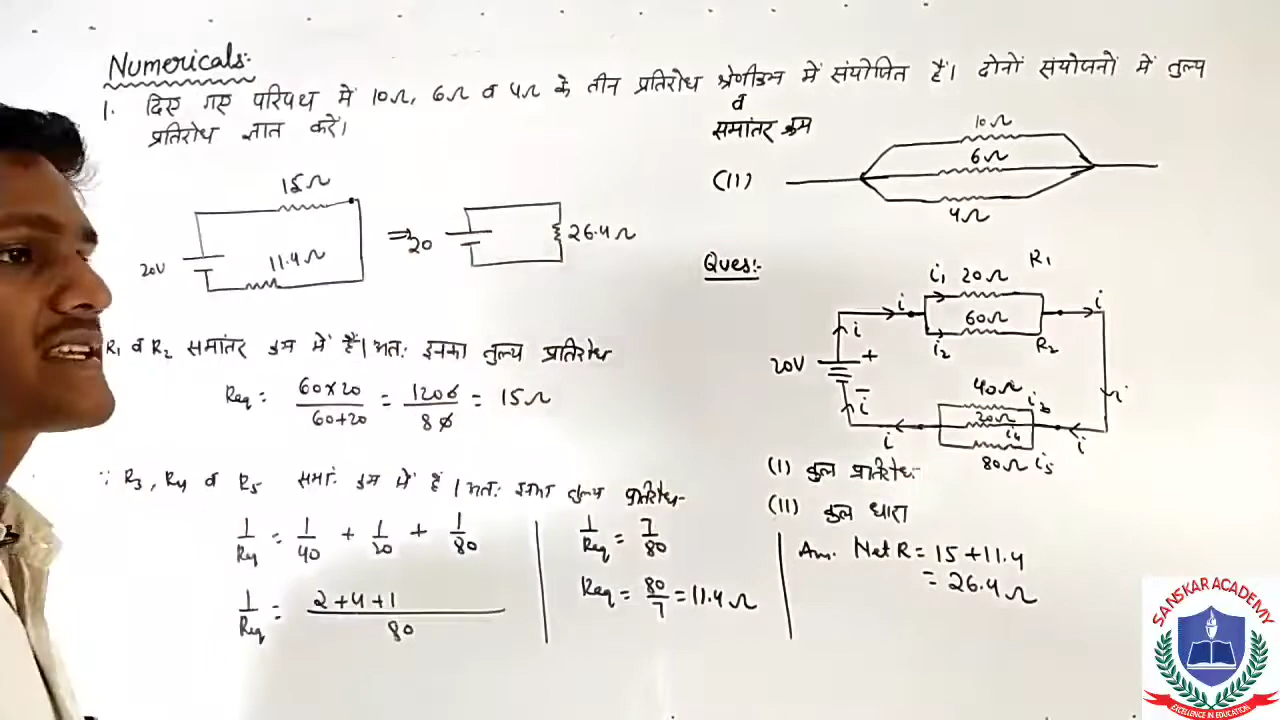 Numericals:-
1. दिए गए परिपथ में 10Ω, 6Ω व 4Ω के तीन प्रतिरोध श्रेणीक्रम में संयोजित हैं। दोनों संयोजनों में तुल्य
व
प्रतिरोध ज्ञात करें।
समांतर क्रम
(II)
10Ω
6Ω
4Ω
15Ω
11.4Ω
20V
⇒
20
26.4Ω
Ques:-
i₁ 20Ω R₁
60Ω
i₂ R₂
i
i
i
20V
+
−
i
i
40Ω
20Ω
80Ω i₅
i
i
R₁ व R₂ समांतर क्रम में हैं। अतः इनका तुल्य प्रतिरोध
Req = 60×20/60+20 = 1200/80 = 15Ω
∵ R₃, R₄ व R₅ समां. क्रम में हैं। अतः इनका तुल्य प्रतिरोध-
1/Req = 1/40 + 1/20 + 1/80
1/Req = 2+4+1/80
1/Req = 7/80
Req = 80/7 = 11.4Ω
(I) कुल प्रतिरोध
(II) कुल धारा
An. Net R = 15 + 11.4
= 26.4Ω
SANSKAR ACADEMY
EXCELLENCE IN EDUCATION